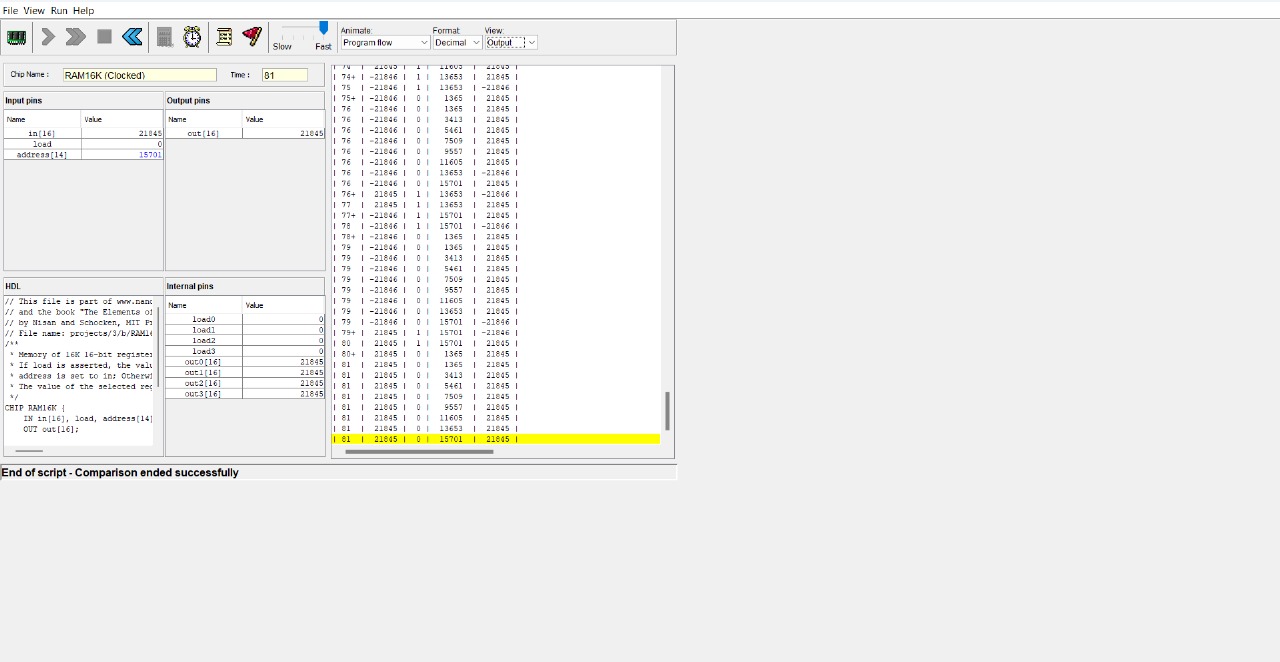 File View Run Help
Slow Fast
Animate: Format: View:
Program flow Decimal Output
Chip Name : RAM16K (Clocked) Time : 81
Input pins
Name Value
in[16] 21845
load 0
address[14] 15701
Output pins
Name Value
out[16] 21845
HDL
// This file is part of www.nand
// and the book "The Elements of
// by Nisan and Schocken, MIT Pr
// File name: projects/3/b/RAM16
/**
* Memory of 16K 16-bit register
* If load is asserted, the valu
* address is set to in; Otherwi
* The value of the selected reg
*/
CHIP RAM16K {
IN in[16], load, address[14]
OUT out[16];
Internal pins
Name Value
load0 0
load1 0
load2 0
load3 0
out0[16] 21845
out1[16] 21845
out2[16] 21845
out3[16] 21845
| 74 | 21845 | 1 | 11605 | 21845 |
| 74+ | -21846 | 1 | 13653 | 21845 |
| 75 | -21846 | 1 | 13653 | -21846 |
| 75+ | -21846 | 0 | 1365 | 21845 |
| 76 | -21846 | 0 | 1365 | 21845 |
| 76 | -21846 | 0 | 3413 | 21845 |
| 76 | -21846 | 0 | 5461 | 21845 |
| 76 | -21846 | 0 | 7509 | 21845 |
| 76 | -21846 | 0 | 9557 | 21845 |
| 76 | -21846 | 0 | 11605 | 21845 |
| 76 | -21846 | 0 | 13653 | -21846 |
| 76 | -21846 | 0 | 15701 | 21845 |
| 76+ | 21845 | 1 | 13653 | -21846 |
| 77 | 21845 | 1 | 13653 | 21845 |
| 77+ | -21846 | 1 | 15701 | 21845 |
| 78 | -21846 | 1 | 15701 | -21846 |
| 78+ | -21846 | 0 | 1365 | 21845 |
| 79 | -21846 | 0 | 1365 | 21845 |
| 79 | -21846 | 0 | 3413 | 21845 |
| 79 | -21846 | 0 | 5461 | 21845 |
| 79 | -21846 | 0 | 7509 | 21845 |
| 79 | -21846 | 0 | 9557 | 21845 |
| 79 | -21846 | 0 | 11605 | 21845 |
| 79 | -21846 | 0 | 13653 | 21845 |
| 79 | -21846 | 0 | 15701 | -21846 |
| 79+ | 21845 | 1 | 15701 | -21846 |
| 80 | 21845 | 1 | 15701 | 21845 |
| 80+ | 21845 | 0 | 1365 | 21845 |
| 81 | 21845 | 0 | 1365 | 21845 |
| 81 | 21845 | 0 | 3413 | 21845 |
| 81 | 21845 | 0 | 5461 | 21845 |
| 81 | 21845 | 0 | 7509 | 21845 |
| 81 | 21845 | 0 | 9557 | 21845 |
| 81 | 21845 | 0 | 11605 | 21845 |
| 81 | 21845 | 0 | 13653 | 21845 |
| 81 | 21845 | 0 | 15701 | 21845 |
End of script - Comparison ended successfully